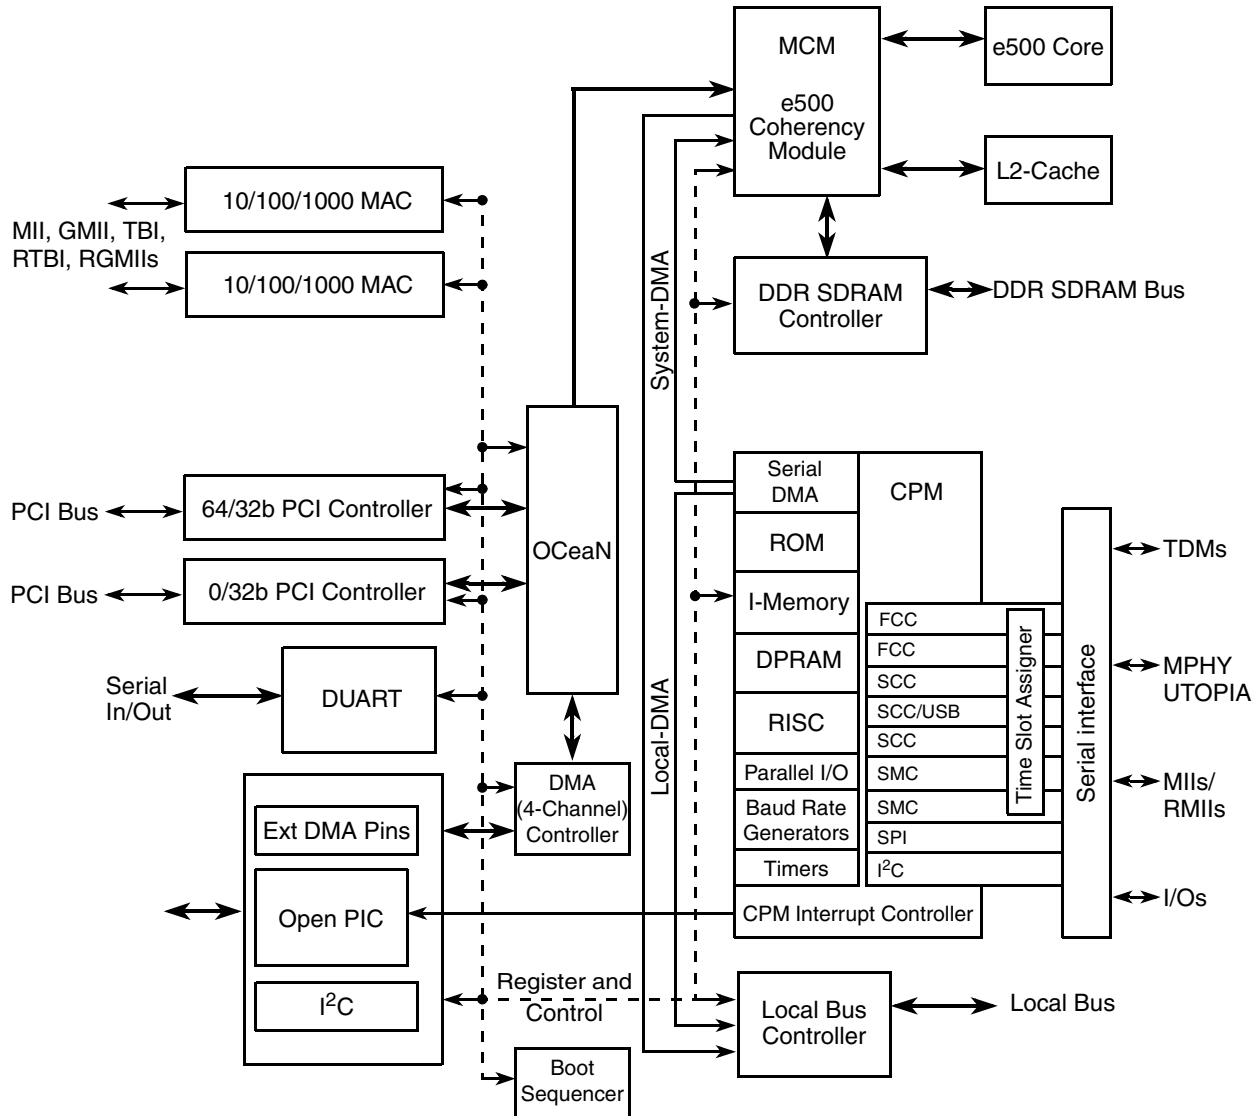 MCM
e500
Coherency
Module
e500 Core
L2-Cache
10/100/1000 MAC
MII, GMII, TBI,
RTBI, RGMIIs
10/100/1000 MAC
DDR SDRAM
Controller
DDR SDRAM Bus
System-DMA
Local-DMA
OCeaN
PCI Bus
64/32b PCI Controller
PCI Bus
0/32b PCI Controller
Serial
In/Out
DUART
DMA
(4-Channel)
Controller
Ext DMA Pins
Open PIC
I²C
Register and
Control
Boot
Sequencer
Serial
DMA
CPM
ROM
I-Memory
DPRAM
RISC
Parallel I/O
Baud Rate
Generators
Timers
CPM Interrupt Controller
FCC
FCC
SCC
SCC/USB
SCC
SMC
SMC
SPI
I²C
Time Slot Assigner
Serial interface
TDMs
MPHY
UTOPIA
MIIs/
RMIIs
I/Os
Local Bus
Controller
Local Bus